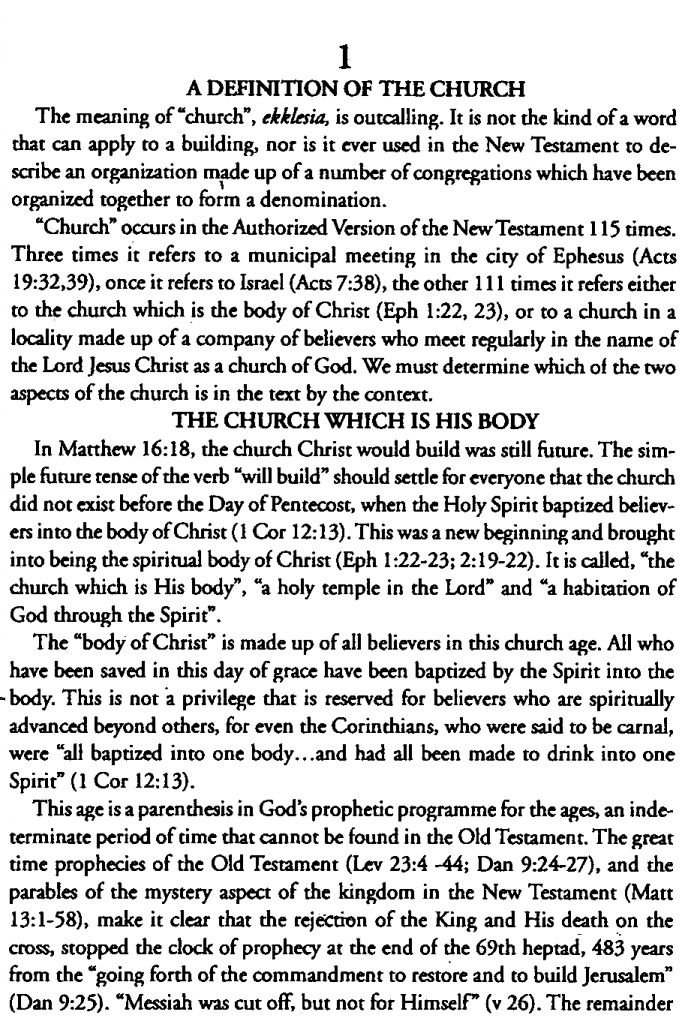 1
A DEFINITION OF THE CHURCH
The meaning of “church”, ekklesia, is outcalling. It is not the kind of a word
that can apply to a building, nor is it ever used in the New Testament to de-
scribe an organization made up of a number of congregations which have been
organized together to form a denomination.
“Church” occurs in the Authorized Version of the New Testament 115 times.
Three times it refers to a municipal meeting in the city of Ephesus (Acts
19:32,39), once it refers to Israel (Acts 7:38), the other 111 times it refers either
to the church which is the body of Christ (Eph 1:22, 23), or to a church in a
locality made up of a company of believers who meet regularly in the name of
the Lord Jesus Christ as a church of God. We must determine which of the two
aspects of the church is in the text by the context.
THE CHURCH WHICH IS HIS BODY
In Matthew 16:18, the church Christ would build was still future. The sim-
ple future tense of the verb “will build” should settle for everyone that the church
did not exist before the Day of Pentecost, when the Holy Spirit baptized believ-
ers into the body of Christ (1 Cor 12:13). This was a new beginning and brought
into being the spiritual body of Christ (Eph 1:22-23; 2:19-22). It is called, “the
church which is His body”, “a holy temple in the Lord” and “a habitation of
God through the Spirit”.
The “body of Christ” is made up of all believers in this church age. All who
have been saved in this day of grace have been baptized by the Spirit into the
body. This is not a privilege that is reserved for believers who are spiritually
advanced beyond others, for even the Corinthians, who were said to be carnal,
were “all baptized into one body...and had all been made to drink into one
Spirit” (1 Cor 12:13).
This age is a parenthesis in God’s prophetic programme for the ages, an inde-
terminate period of time that cannot be found in the Old Testament. The great
time prophecies of the Old Testament (Lev 23:4 -44; Dan 9:24-27), and the
parables of the mystery aspect of the kingdom in the New Testament (Matt
13:1-58), make it clear that the rejection of the King and His death on the
cross, stopped the clock of prophecy at the end of the 69th heptad, 483 years
from the “going forth of the commandment to restore and to build Jerusalem”
(Dan 9:25). “Messiah was cut off, but not for Himself” (v 26). The remainder